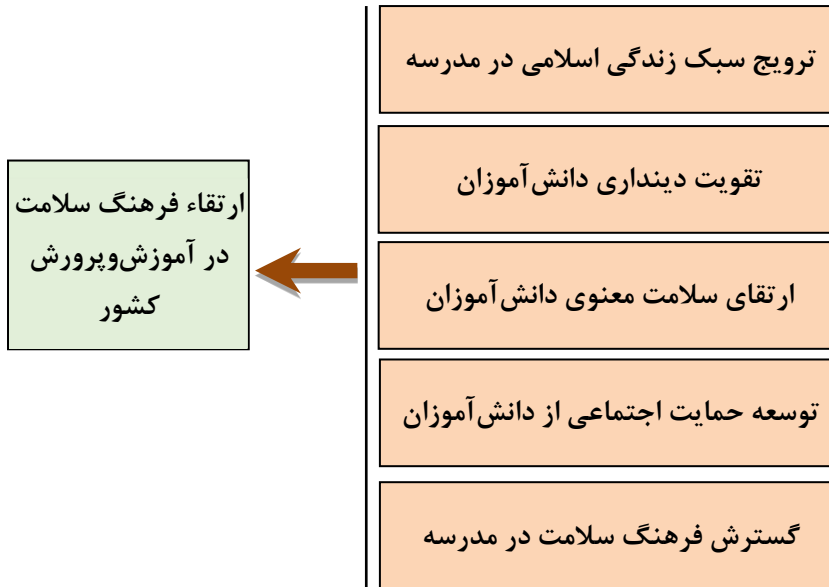 ترویج سبک زندگی اسلامی در مدرسه
تقویت دینداری دانش‌آموزان
ارتقای سلامت معنوی دانش‌آموزان
توسعه حمایت اجتماعی از دانش‌آموزان
گسترش فرهنگ سلامت در مدرسه
ارتقاء فرهنگ سلامت
در آموزش‌وپرورش
کشور